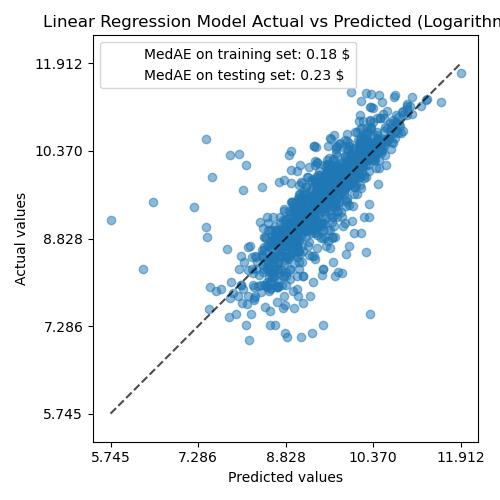 Linear Regression Model Actual vs Predicted (Logarithm
MedAE on training set: 0.18 $
MedAE on testing set: 0.23 $
11.912
10.370
8.828
7.286
5.745
Actual values
5.745 7.286 8.828 10.370 11.912
Predicted values